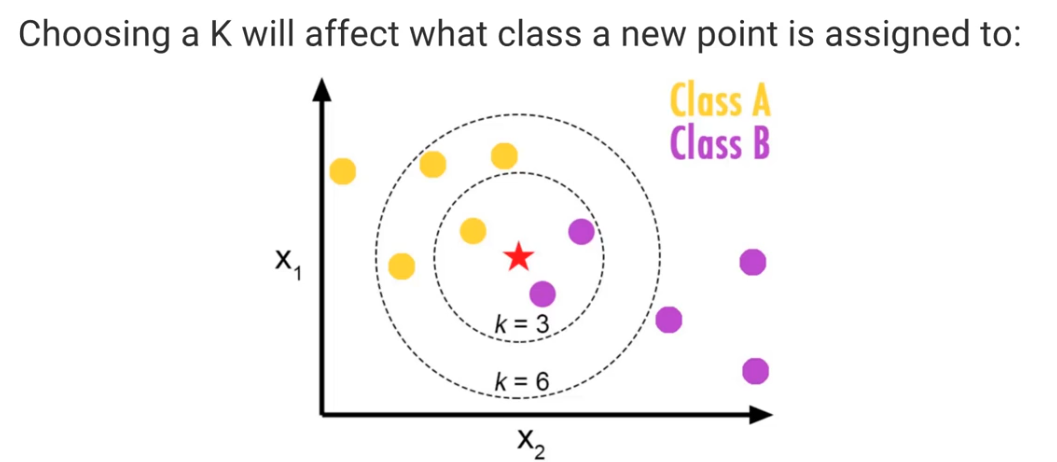 Choosing a K will affect what class a new point is assigned to:
Class A
Class B
X1
k = 3
k = 6
X2